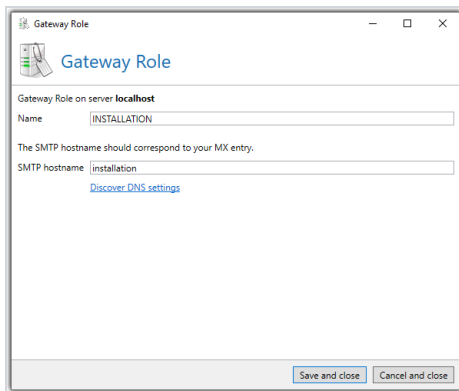 Gateway Role
Gateway Role
Gateway Role on server localhost
Name INSTALLATION
The SMTP hostname should correspond to your MX entry.
SMTP hostname installation
Discover DNS settings
Save and close Cancel and close